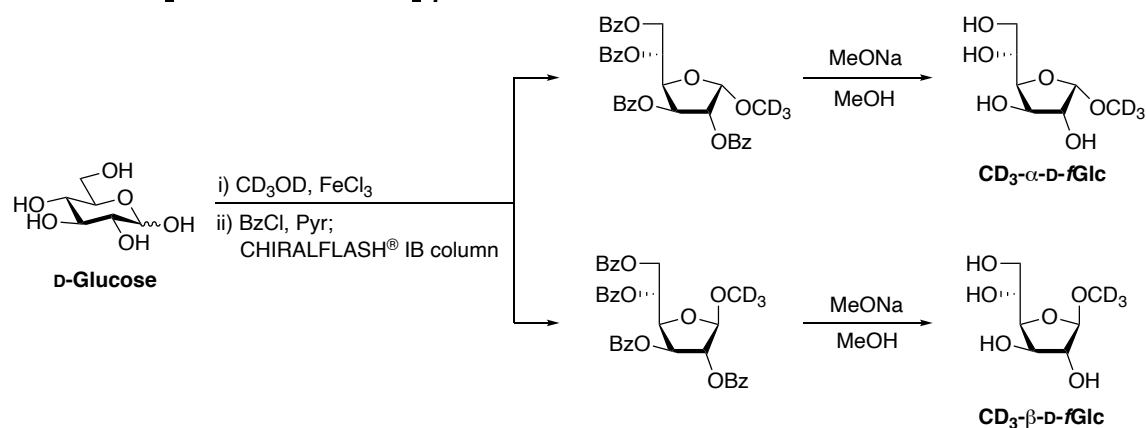 BzO
BzO
O
BzO
OCD3
OBz
MeONa
MeOH
HO
HO
O
HO
OCD3
OH
CD3-α-D-fGlc
OH
HO
O
HO
OH
OH
D-Glucose
i) CD3OD, FeCl3
ii) BzCl, Pyr;
CHIRALFLASH® IB column
BzO
BzO
OCD3
O
BzO
OBz
MeONa
MeOH
HO
HO
OCD3
O
HO
OH
CD3-β-D-fGlc